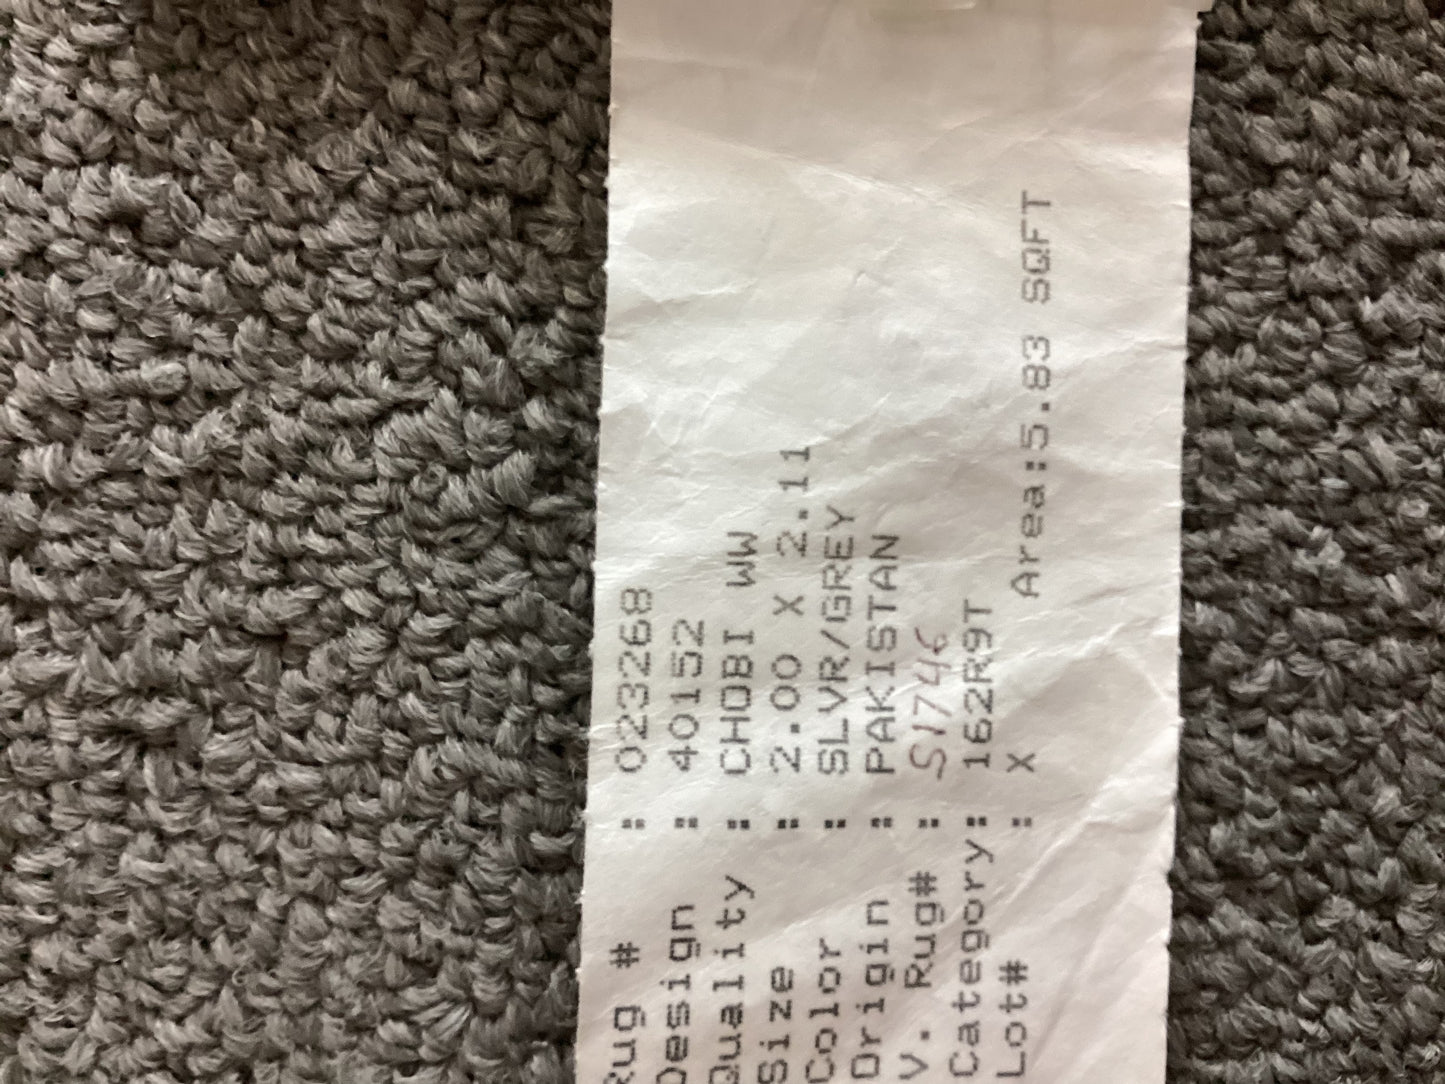 Rug # : 023268
Design : 40152
Quality : CHOBI WW
Size : 2.00 X 2.11
Color : SLVR/GREY
Origin : PAKISTAN
V. Rug# : S1746
Category: 162R9T
Lot# : X Area:5.83 SQFT